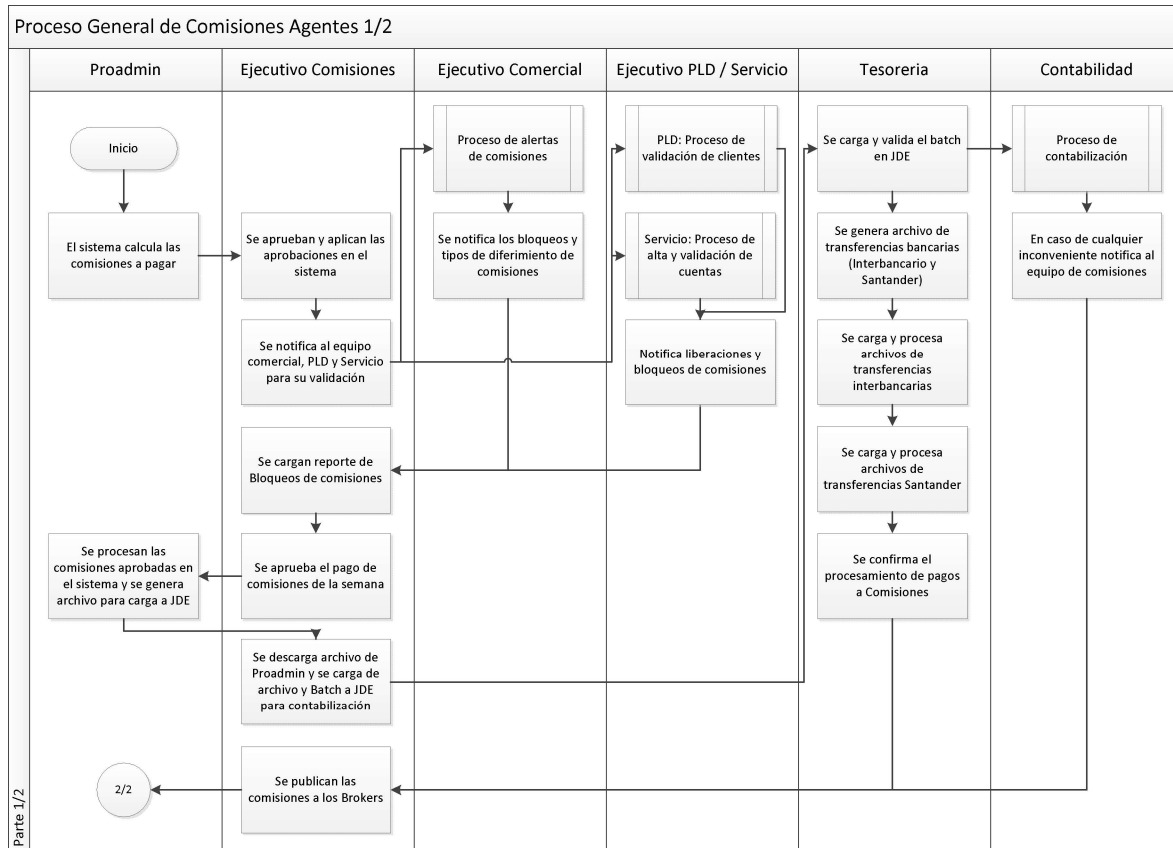 Proceso General de Comisiones Agentes 1/2
Parte 1/2
Proadmin
Ejecutivo Comisiones
Ejecutivo Comercial
Ejecutivo PLD / Servicio
Tesoreria
Contabilidad
Inicio
El sistema calcula las
comisiones a pagar
Se procesan las
comisiones aprobadas en
el sistema y se genera
archivo para carga a JDE
2/2
Se aprueban y aplican las
aprobaciones en el
sistema
Se notifica al equipo
comercial, PLD y Servicio
para su validación
Se cargan reporte de
Bloqueos de comisiones
Se aprueba el pago de
comisiones de la semana
Se descarga archivo de
Proadmin y se carga de
archivo y Batch a JDE
para contabilización
Se publican las
comisiones a los Brokers
Proceso de alertas
de comisiones
Se notifica los bloqueos y
tipos de diferimiento de
comisiones
PLD: Proceso de
validación de clientes
Servicio: Proceso de
alta y validación de
cuentas
Notifica liberaciones y
bloqueos de comisiones
Se carga y valida el batch
en JDE
Se genera archivo de
transferencias bancarias
(Interbancario y
Santander)
Se carga y procesa
archivos de
transferencias
interbancarias
Se carga y procesa
archivos de
transferencias Santander
Se confirma el
procesamiento de pagos
a Comisiones
Proceso de
contabilización
En caso de cualquier
inconveniente notifica al
equipo de comisiones